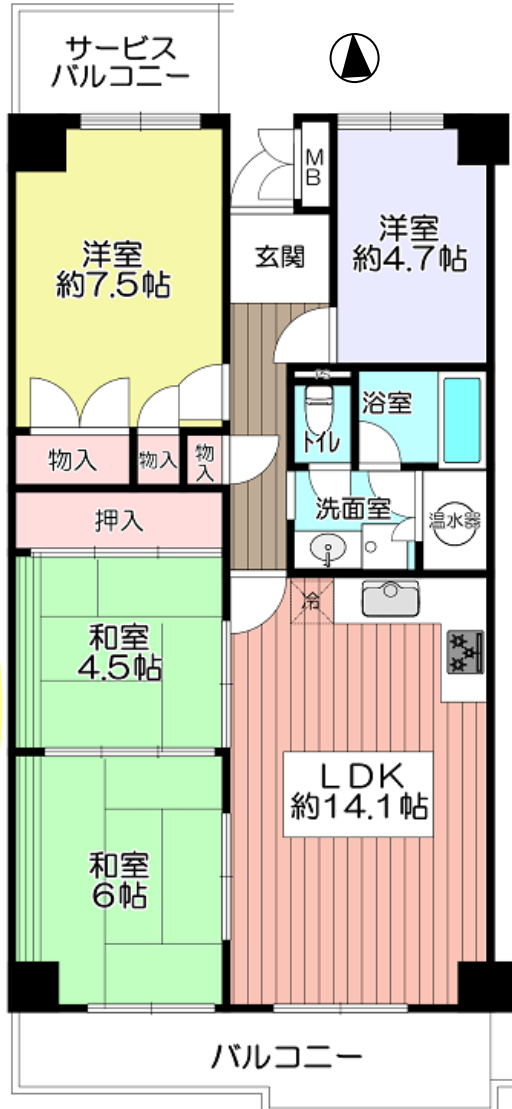 サービス
バルコニー
MB
洋室
約4.7帖
洋室
約7.5帖
玄関
浴室
トイレ
物入
物入
物入
押入
洗面室
温水器
冷
和室
4.5帖
LDK
約14.1帖
和室
6帖
バルコニー